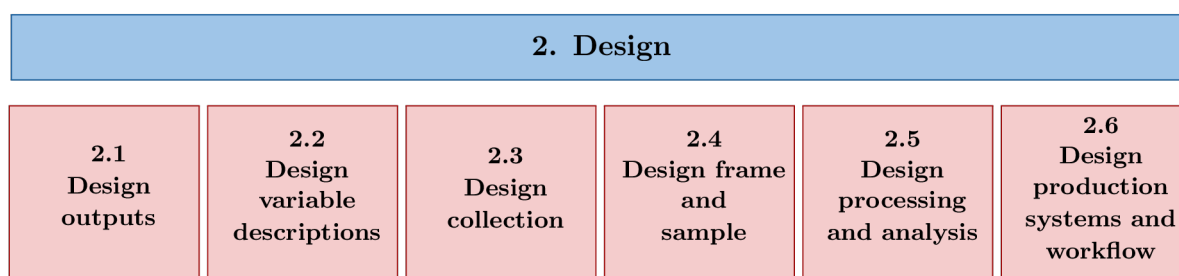 2. Design
2.1
Design
outputs
2.2
Design
variable
descriptions
2.3
Design
collection
2.4
Design frame
and
sample
2.5
Design
processing
and analysis
2.6
Design
production
systems and
workflow